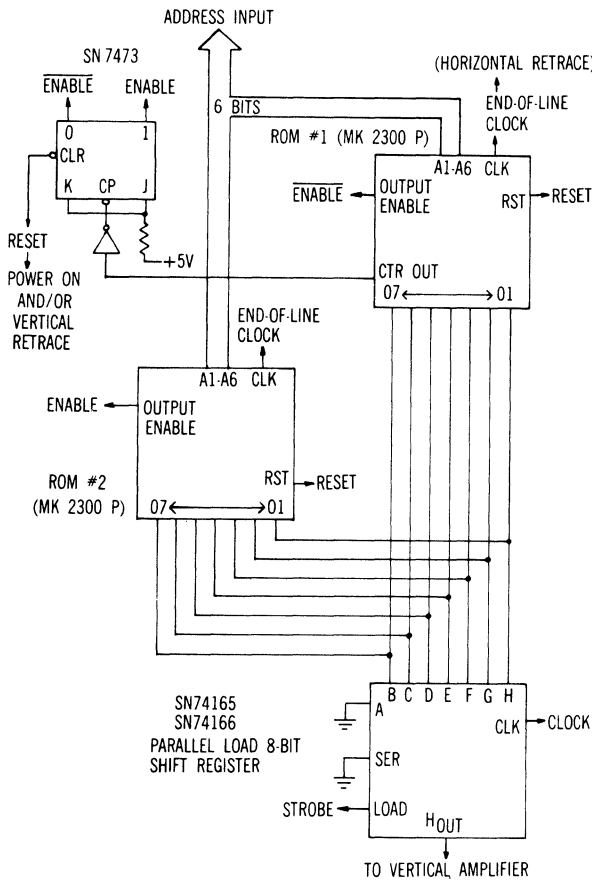 ADDRESS INPUT
SN 7473
ENABLE ENABLE
0 1
CLR
K CP J
RESET
+5V
POWER ON
AND/OR
VERTICAL
RETRACE
6 BITS
(HORIZONTAL RETRACE)
END-OF-LINE
CLOCK
ROM #1 (MK 2300 P)
A1-A6 CLK
ENABLE
OUTPUT
ENABLE
RST
RESET
CTR OUT
07 01
END-OF-LINE
CLOCK
A1-A6 CLK
ENABLE
OUTPUT
ENABLE
ROM #2
(MK 2300 P)
RST
RESET
07 01
SN74165
SN74166
PARALLEL LOAD 8-BIT
SHIFT REGISTER
B C D E F G H
A
CLK
CLOCK
SER
STROBE
LOAD
HOUT
TO VERTICAL AMPLIFIER